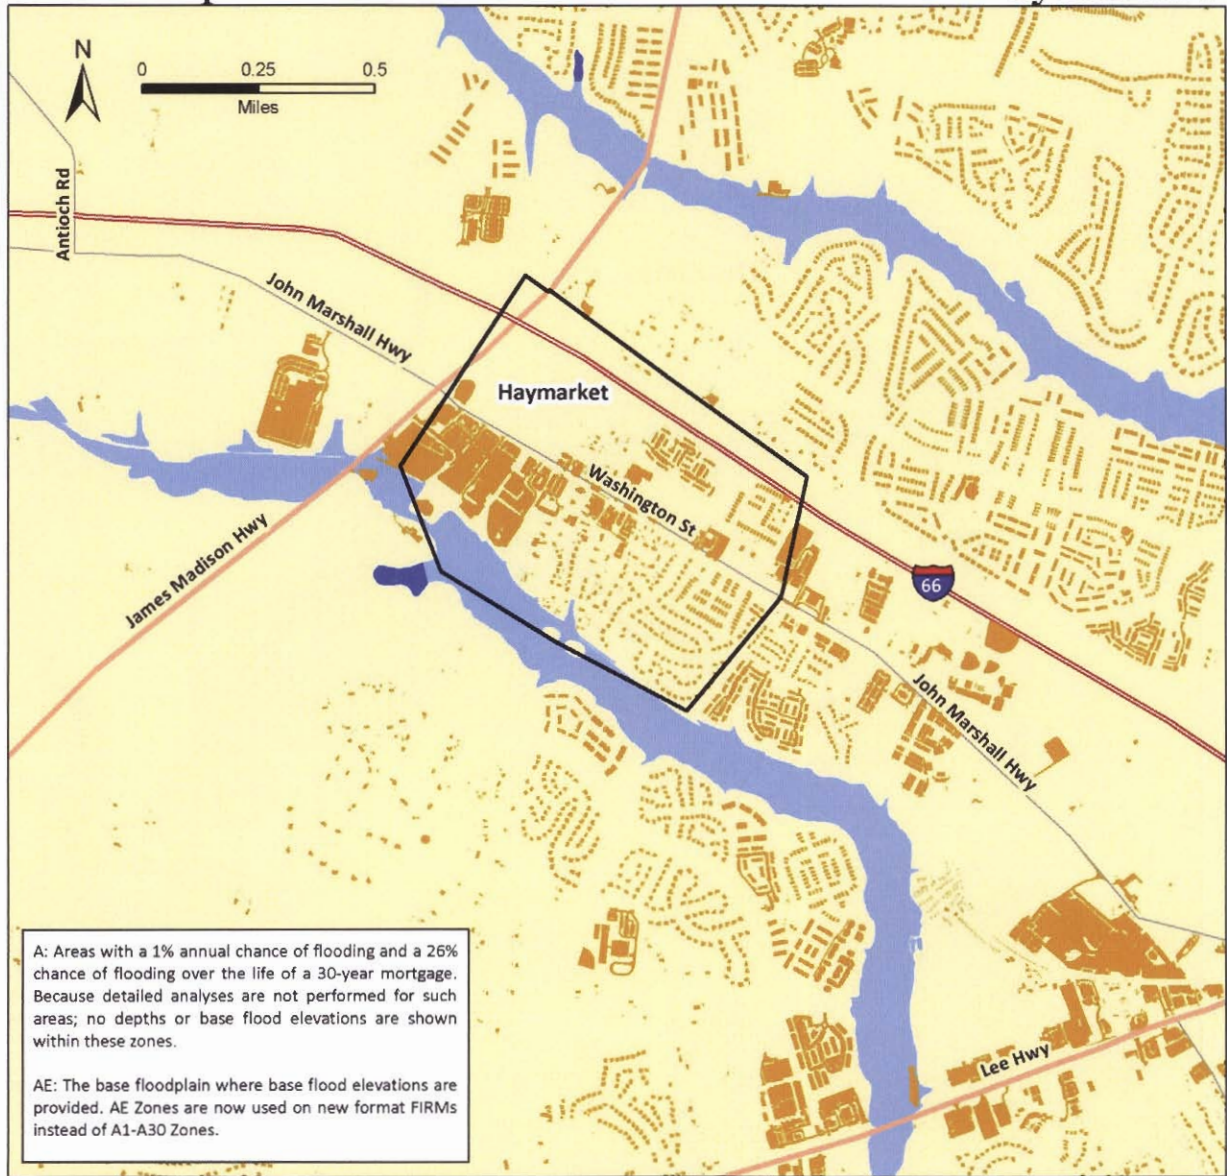 N
0
0.25
0.5
Miles
Antioch Rd
John Marshall Hwy
Haymarket
Washington St
James Madison Hwy
66
John Marshall Hwy
Lee Hwy
A: Areas with a 1% annual chance of flooding and a 26%
chance of flooding over the life of a 30-year mortgage.
Because detailed analyses are not performed for such
areas; no depths or base flood elevations are shown
within these zones.
AE: The base floodplain where base flood elevations are
provided. AE Zones are now used on new format FIRMs
instead of A1-A30 Zones.